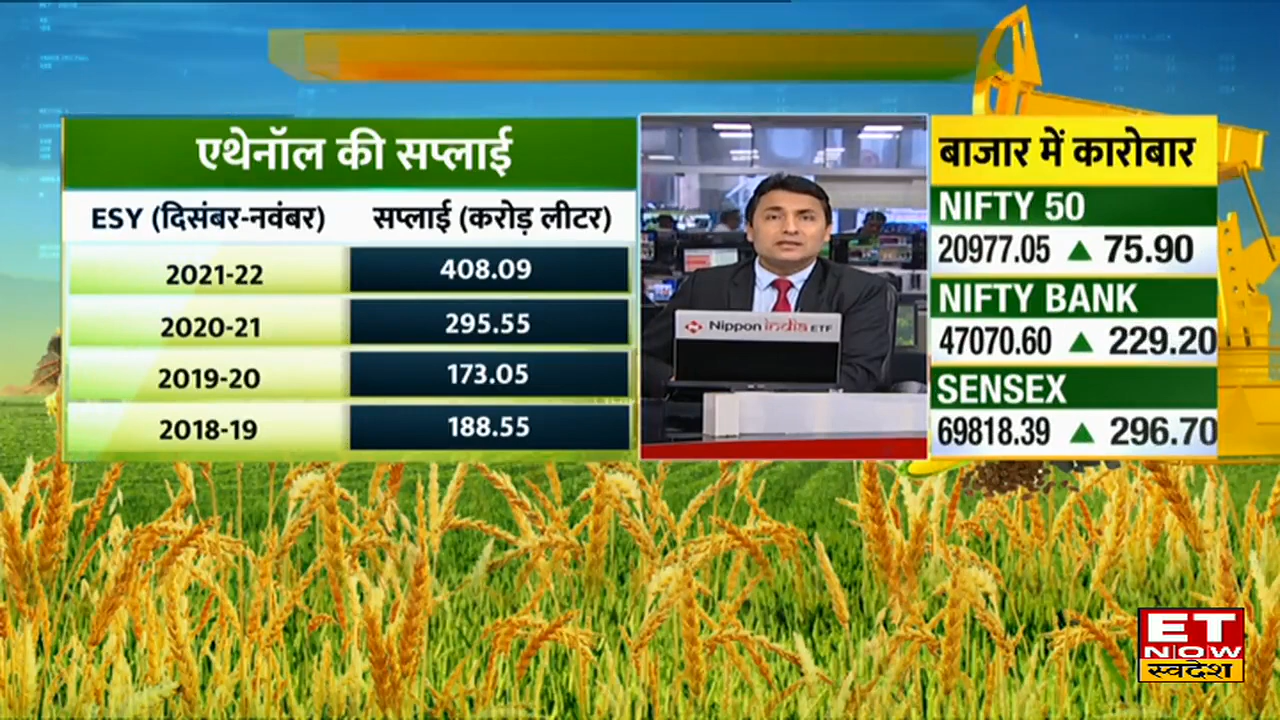 एथेनॉल की सप्लाई
ESY (दिसंबर-नवंबर) सप्लाई (करोड़ लीटर)
2021-22 408.09
2020-21 295.55
2019-20 173.05
2018-19 188.55
Nippon india ETF
बाजार में कारोबार
NIFTY 50
20977.05 ▲ 75.90
NIFTY BANK
47070.60 ▲ 229.20
SENSEX
69818.39 ▲ 296.70
ET
NOW
स्वदेश